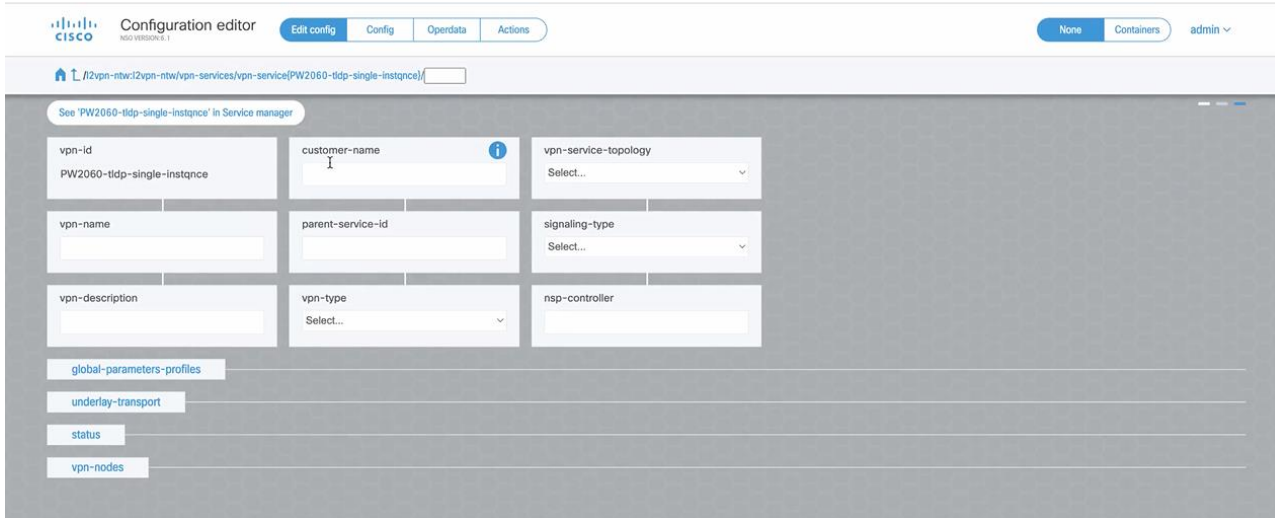 CISCO
Configuration editor
NSO VERSION 6.1
Edit config Config Operdata Actions
None Containers admin
/l2vpn-ntw:l2vpn-ntw/vpn-services/vpn-service{PW2060-tldp-single-instqnce}/
See 'PW2060-tldp-single-instqnce' in Service manager
vpn-id
PW2060-tldp-single-instqnce
customer-name
vpn-service-topology
Select...
vpn-name
parent-service-id
signaling-type
Select...
vpn-description
vpn-type
Select...
nsp-controller
global-parameters-profiles
underlay-transport
status
vpn-nodes